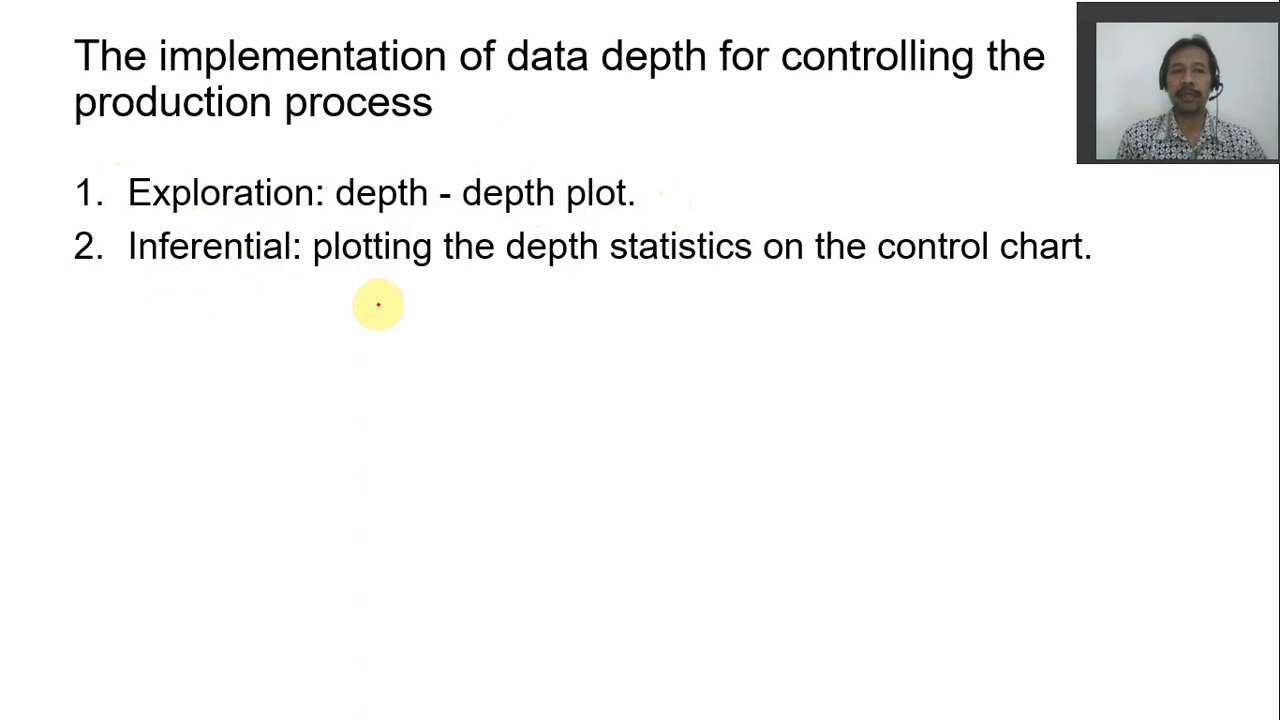 The implementation of data depth for controlling the
production process
1. Exploration: depth - depth plot.
2. Inferential: plotting the depth statistics on the control chart.